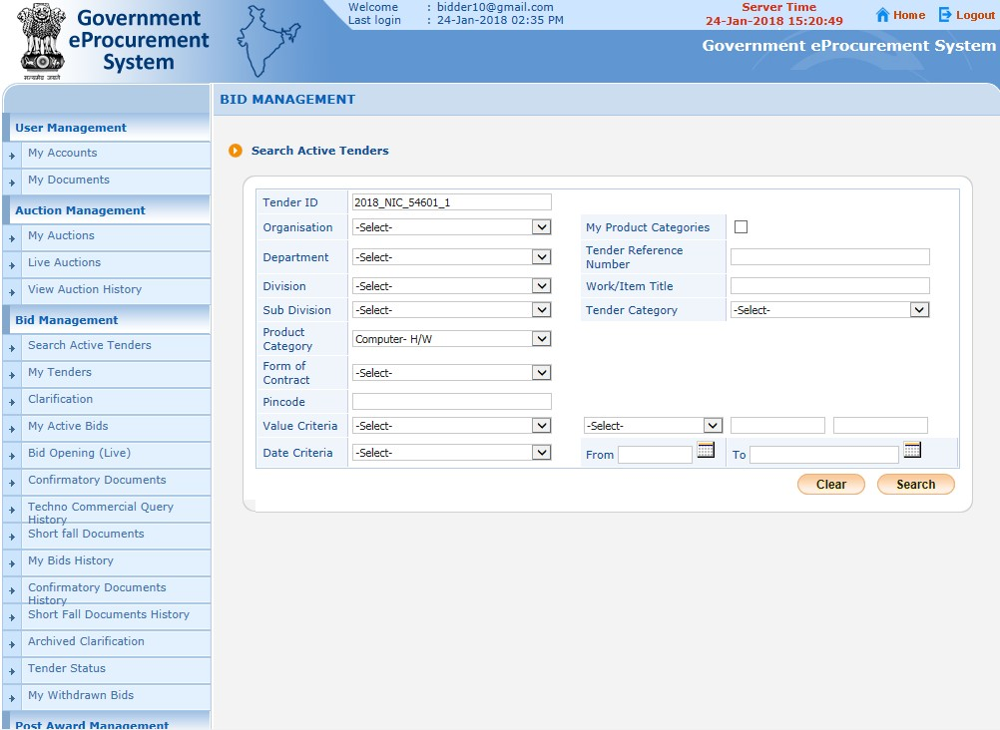 Government
eProcurement
System
सत्यमेव जयते
Welcome : bidder10@gmail.com
Last login : 24-Jan-2018 02:35 PM
Server Time
24-Jan-2018 15:20:49
Home
Logout
Government eProcurement System
User Management
My Accounts
My Documents
Auction Management
My Auctions
Live Auctions
View Auction History
Bid Management
Search Active Tenders
My Tenders
Clarification
My Active Bids
Bid Opening (Live)
Confirmatory Documents
Techno Commercial Query
History
Short fall Documents
My Bids History
Confirmatory Documents
History
Short Fall Documents History
Archived Clarification
Tender Status
My Withdrawn Bids
Post Award Management
BID MANAGEMENT
Search Active Tenders
Tender ID 2018_NIC_54601_1
Organisation -Select- My Product Categories
Department -Select- Tender Reference
Number
Division -Select- Work/Item Title
Sub Division -Select- Tender Category -Select-
Product
Category Computer- H/W
Form of
Contract -Select-
Pincode
Value Criteria -Select- -Select-
Date Criteria -Select- From To
Clear Search